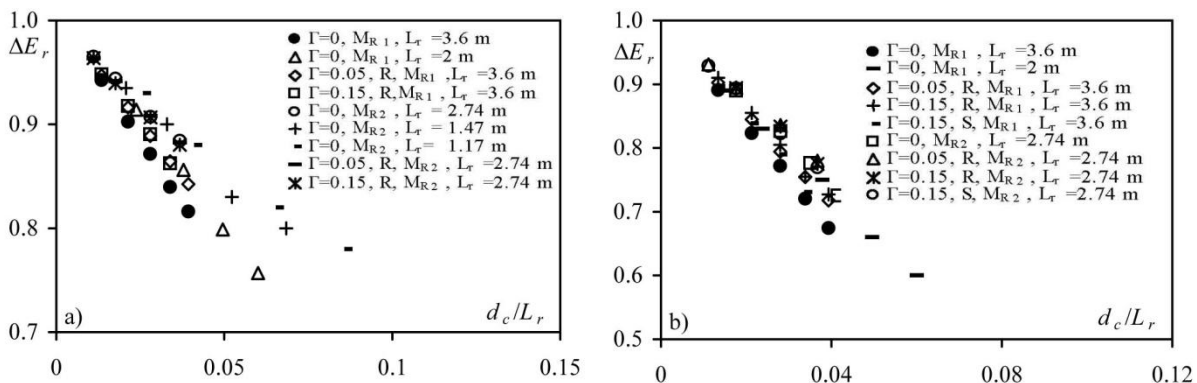 1.0
ΔE_r
0.9
0.8
0.7
a)
0
0.05
0.1
0.15
d_c/L_r
Γ=0, M_R1, L_r=3.6 m
Γ=0, M_R1, L_r=2 m
Γ=0.05, R, M_R1, L_r=3.6 m
Γ=0.15, R,M_R1, L_r=3.6 m
Γ=0, M_R2, L_r=2.74 m
Γ=0, M_R2, L_r=1.47 m
Γ=0, M_R2, L_r= 1.17 m
Γ=0.05, R, M_R2, L_r=2.74 m
Γ=0.15, R, M_R2, L_r=2.74 m
1.0
ΔE_r
0.9
0.8
0.7
0.6
0.5
b)
0
0.04
0.08
0.12
d_c/L_r
Γ=0, M_R1, L_r=3.6 m
Γ=0, M_R1, L_r=2 m
Γ=0.05, R, M_R1, L_r=3.6 m
Γ=0.15, R, M_R1, L_r=3.6 m
Γ=0.15, S, M_R1, L_r=3.6 m
Γ=0, M_R2, L_r=2.74 m
Γ=0.05, R, M_R2, L_r=2.74 m
Γ=0.15, R, M_R2, L_r=2.74 m
Γ=0.15, S, M_R2, L_r=2.74 m